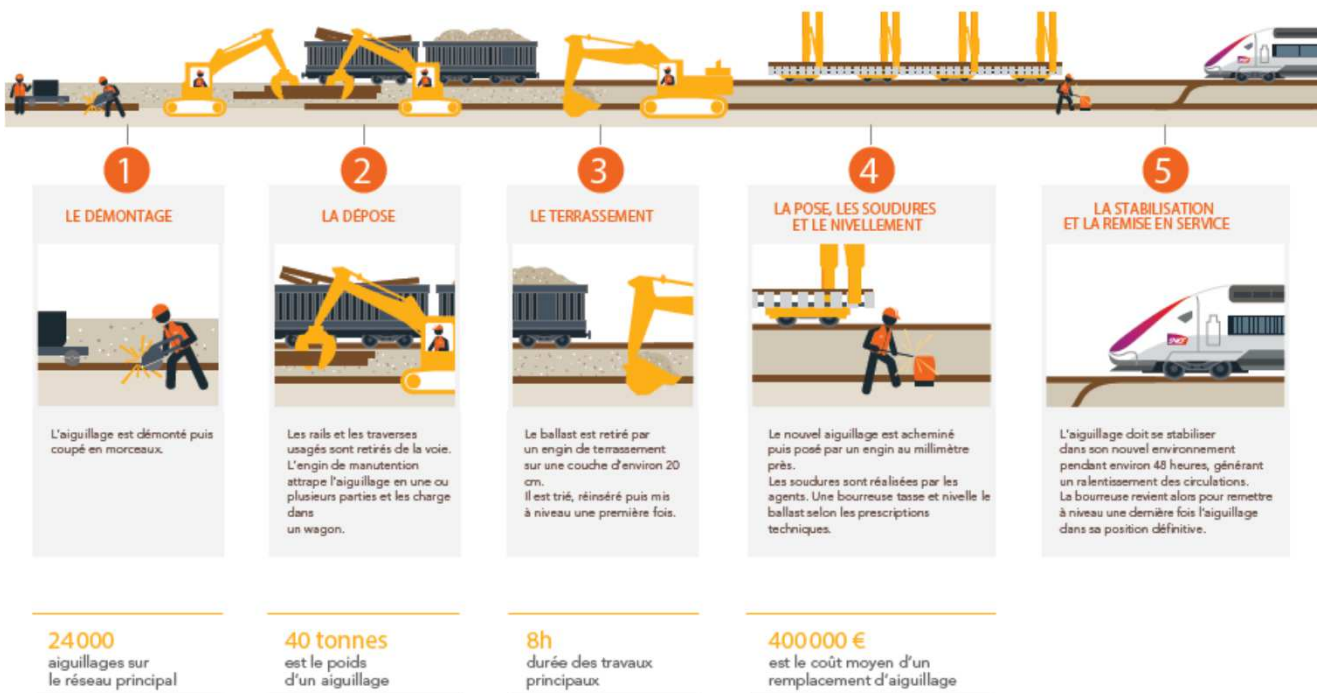 1
LE DÉMONTAGE
L'aiguillage est démonté puis
coupé en morceaux.
2
LA DÉPOSE
Les rails et les traverses
usagés sont retirés de la voie.
L'engin de manutention
attrape l'aiguillage en une ou
plusieurs parties et les charge
dans
un wagon.
3
LE TERRASSEMENT
Le ballast est retiré par
un engin de terrassement
sur une couche d'environ 20
cm.
Il est trié, réinséré puis mis
à niveau une première fois.
4
LA POSE, LES SOUDURES
ET LE NIVELLEMENT
Le nouvel aiguillage est acheminé
puis posé par un engin au millimètre
près.
Les soudures sont réalisées par les
agents. Une bourreuse tasse et nivelle le
ballast selon les prescriptions
techniques.
5
LA STABILISATION
ET LA REMISE EN SERVICE
SNCF
L'aiguillage doit se stabiliser
dans son nouvel environnement
pendant environ 48 heures, générant
un ralentissement des circulations.
La bourreuse revient alors pour remettre
à niveau une dernière fois l'aiguillage
dans sa position définitive.
24 000
aiguillages sur
le réseau principal
40 tonnes
est le poids
d'un aiguillage
8h
durée des travaux
principaux
400 000 €
est le coût moyen d'un
remplacement d'aiguillage